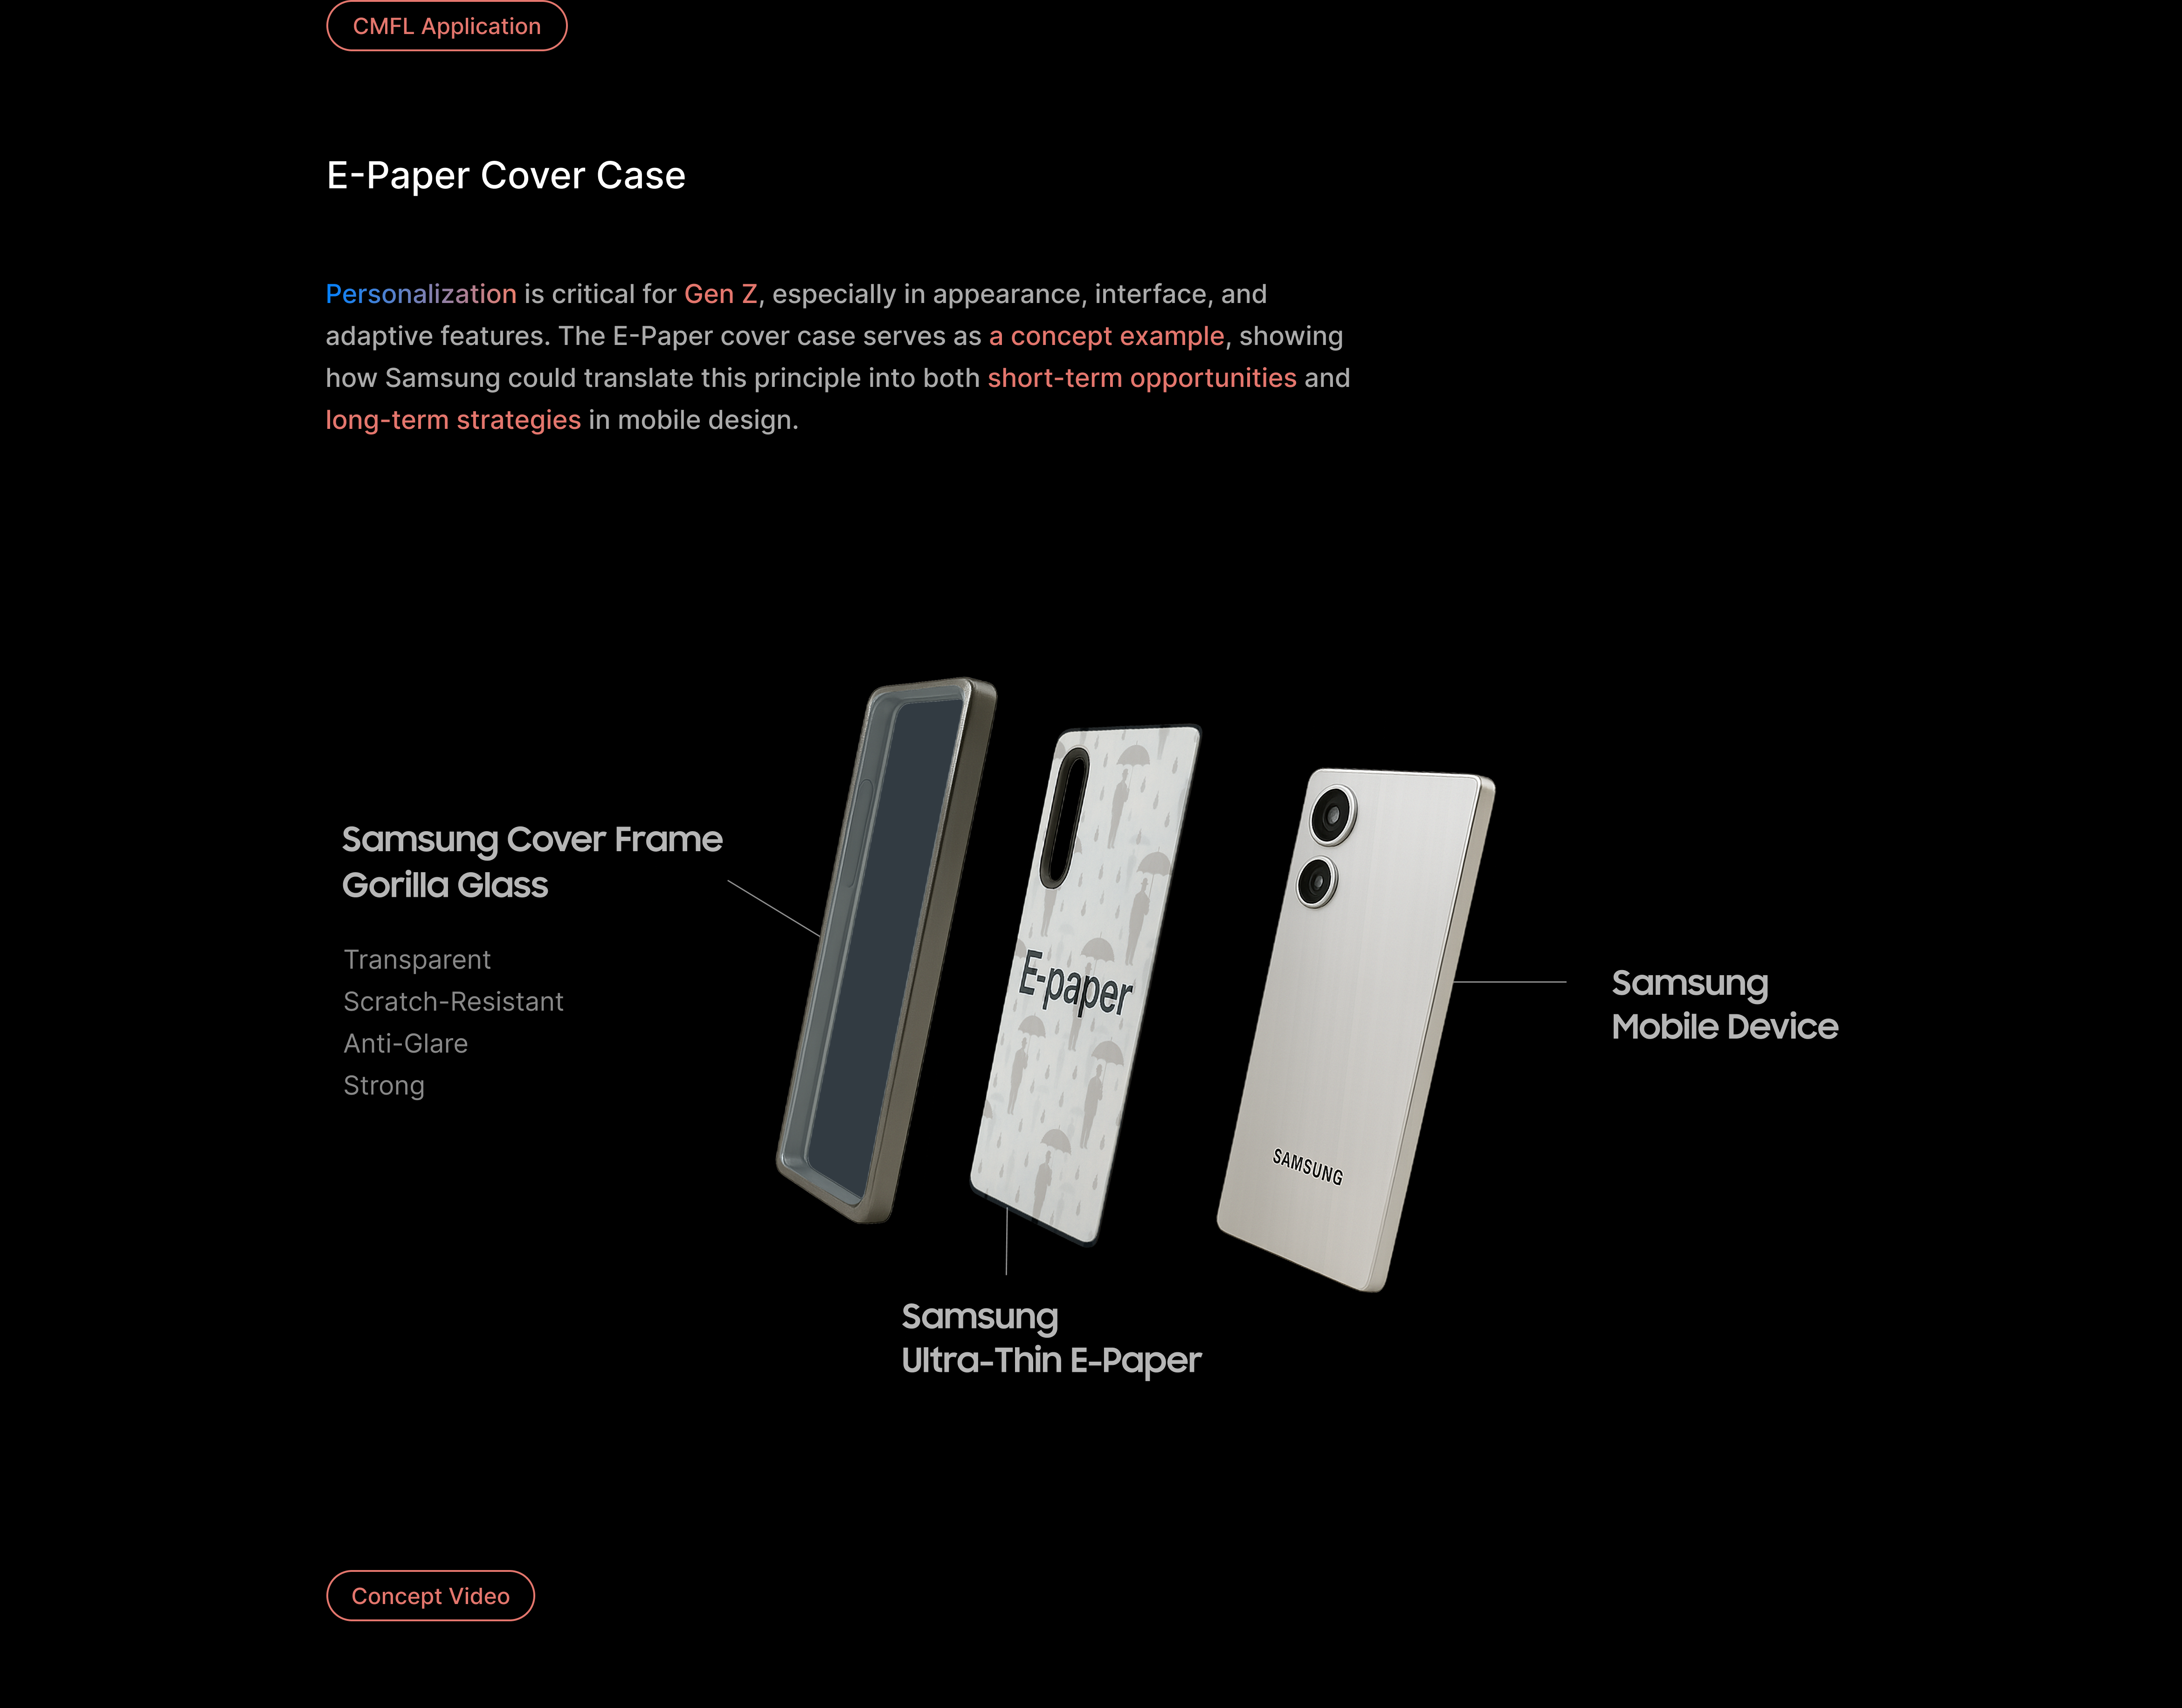 CMFL Application
E-Paper Cover Case
Personalization is critical for Gen Z, especially in appearance, interface, and
adaptive features. The E-Paper cover case serves as a concept example, showing
how Samsung could translate this principle into both short-term opportunities and
long-term strategies in mobile design.
Samsung Cover Frame
Gorilla Glass
Transparent
Scratch-Resistant
Anti-Glare
Strong
E-paper
SAMSUNG
Samsung
Mobile Device
Samsung
Ultra-Thin E-Paper
Concept Video